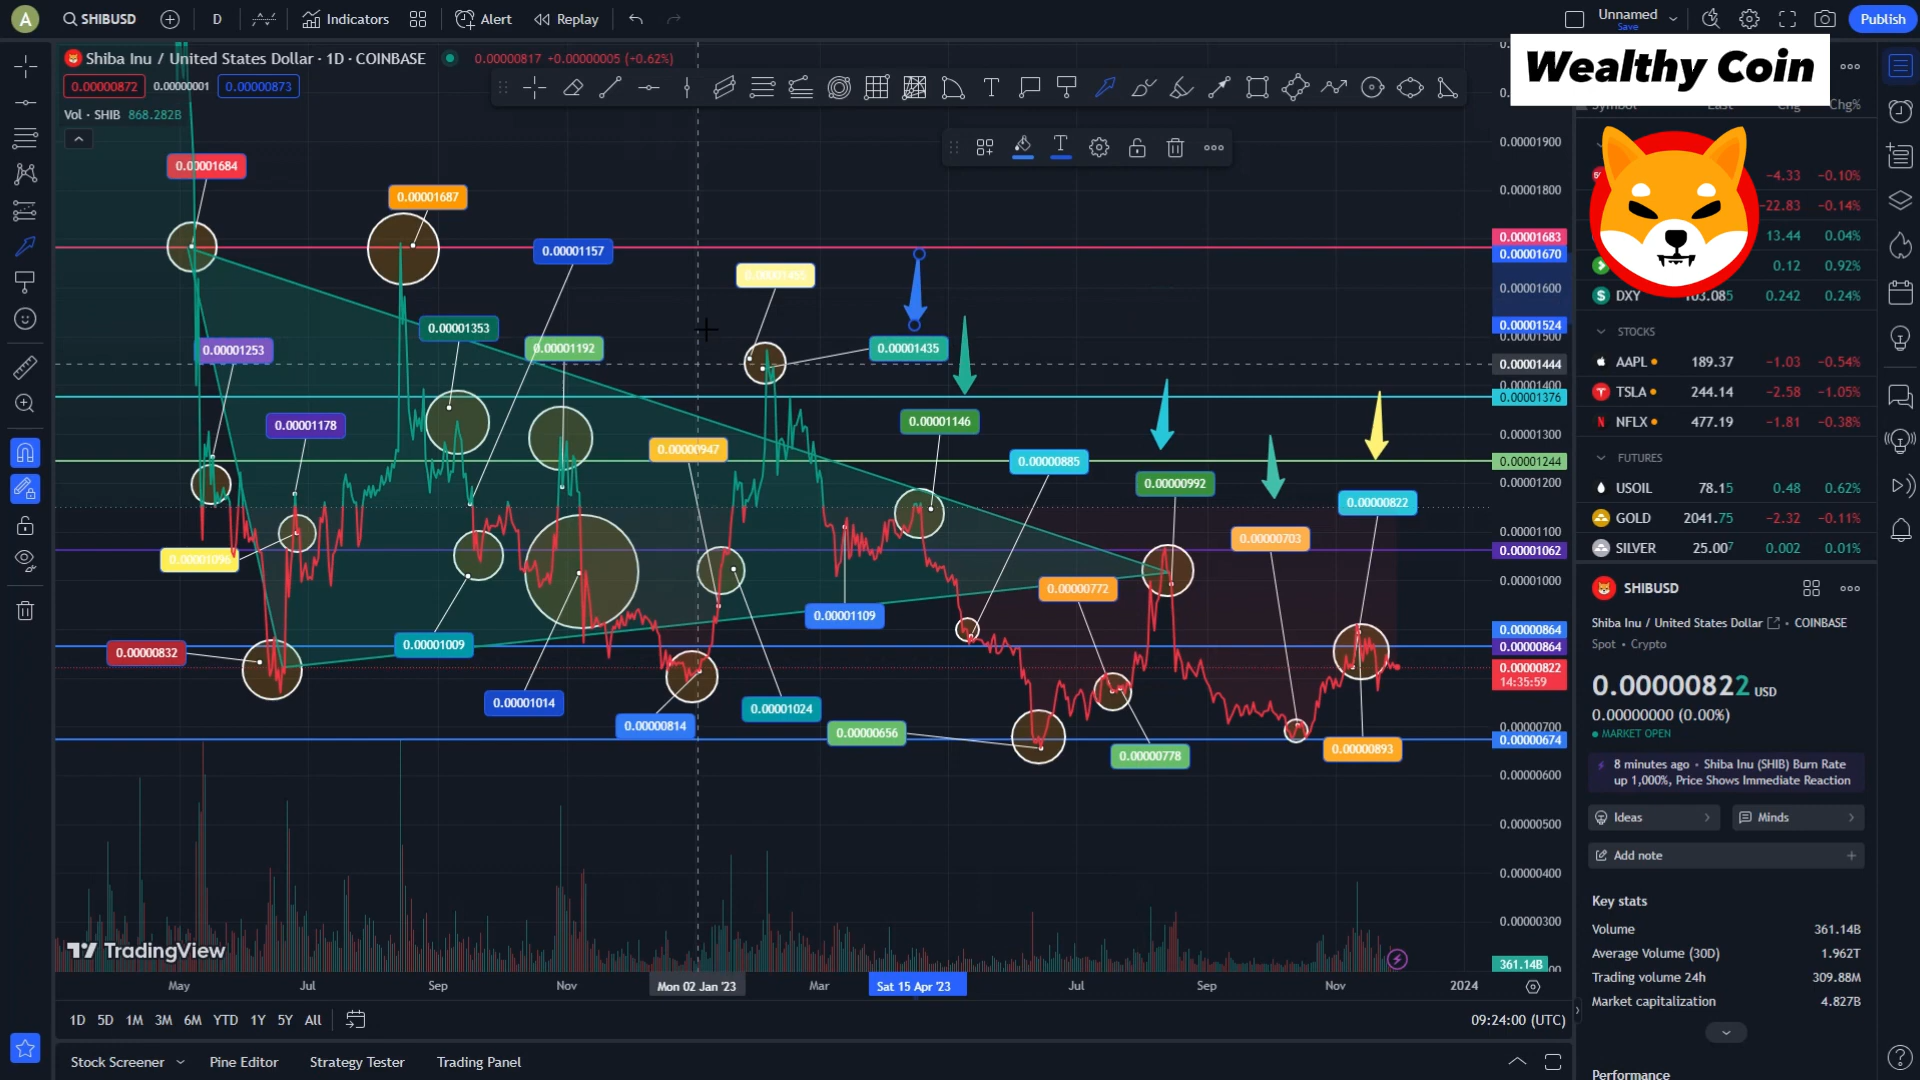 A
SHIBUSD
D
Indicators
Alert
Replay
Unnamed
Save
Publish
Shiba Inu / United States Dollar · 1D · COINBASE
0.00000817 +0.00000005 (+0.62%)
0.00000872
0.00000001
0.00000873
Vol · SHIB 868.282B
Wealthy Coin
Chg%
0.00001684
0.00001687
0.00001157
0.00001353
0.00001253
0.00001192
0.00001435
0.00001178
0.00001146
0.00000947
0.00000885
0.00000992
0.00000822
0.00001096
0.00000703
0.00000772
0.00001109
0.00000832
0.00001009
0.00001014
0.00000814
0.00001024
0.00000656
0.00000778
0.00000893
0.00001900
0.00001800
0.00001683
0.00001670
0.00001600
0.00001524
0.00001500
0.00001444
0.00001400
0.00001376
0.00001300
0.00001244
0.00001200
0.00001100
0.00001062
0.00001000
0.00000864
0.00000864
0.00000822
14:35:59
0.00000700
0.00000674
0.00000600
0.00000500
0.00000400
0.00000300
361.14B
TradingView
May
Jul
Sep
Nov
Mon 02 Jan '23
Mar
Sat 15 Apr '23
Jul
Sep
Nov
2024
1D 5D 1M 3M 6M YTD 1Y 5Y All
09:24:00 (UTC)
Stock Screener
Pine Editor
Strategy Tester
Trading Panel
−4.33 −0.10%
−22.83 −0.14%
13.44 0.04%
0.12 0.92%
DXY 103.085 0.242 0.24%
STOCKS
AAPL 189.37 −1.03 −0.54%
TSLA 244.14 −2.58 −1.05%
NFLX 477.19 −1.81 −0.38%
FUTURES
USOIL 78.15 0.48 0.62%
GOLD 2041.75 −2.32 −0.11%
SILVER 25.007 0.002 0.01%
SHIBUSD
Shiba Inu / United States Dollar · COINBASE
Spot · Crypto
0.00000822 USD
0.00000000 (0.00%)
MARKET OPEN
8 minutes ago · Shiba Inu (SHIB) Burn Rate
up 1,000%, Price Shows Immediate Reaction
Ideas
Minds
Add note
Key stats
Volume 361.14B
Average Volume (30D) 1.962T
Trading volume 24h 309.88M
Market capitalization 4.827B
Performance